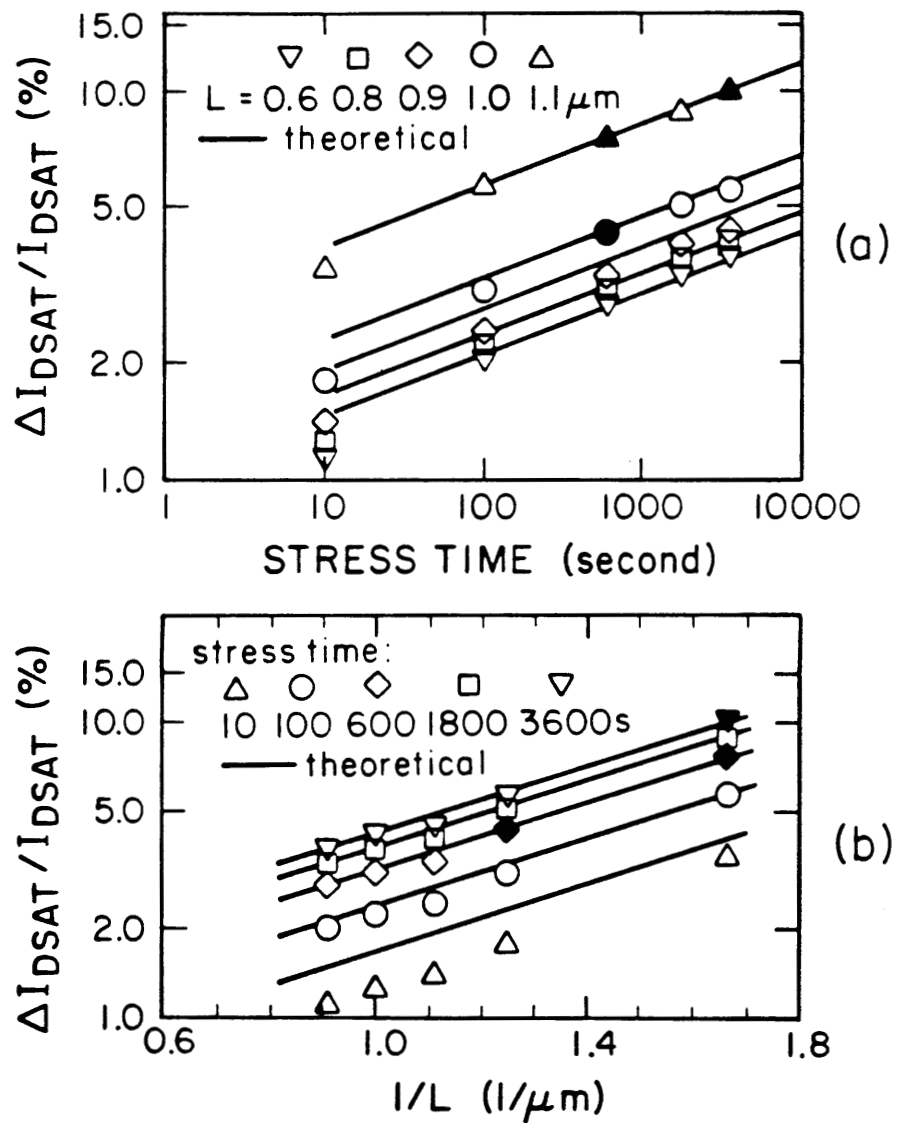 ΔIDSAT/IDSAT (%)
15.0
10.0
5.0
2.0
1.0
▽ □ ◇ ○ △
L = 0.6 0.8 0.9 1.0 1.1 μm
theoretical
1 10 100 1000 10000
STRESS TIME (second)
(a)
ΔIDSAT/IDSAT (%)
15.0
10.0
5.0
2.0
1.0
stress time:
△ ○ ◇ □ ▽
10 100 600 1800 3600s
theoretical
0.6 1.0 1.4 1.8
1/L (1/μm)
(b)